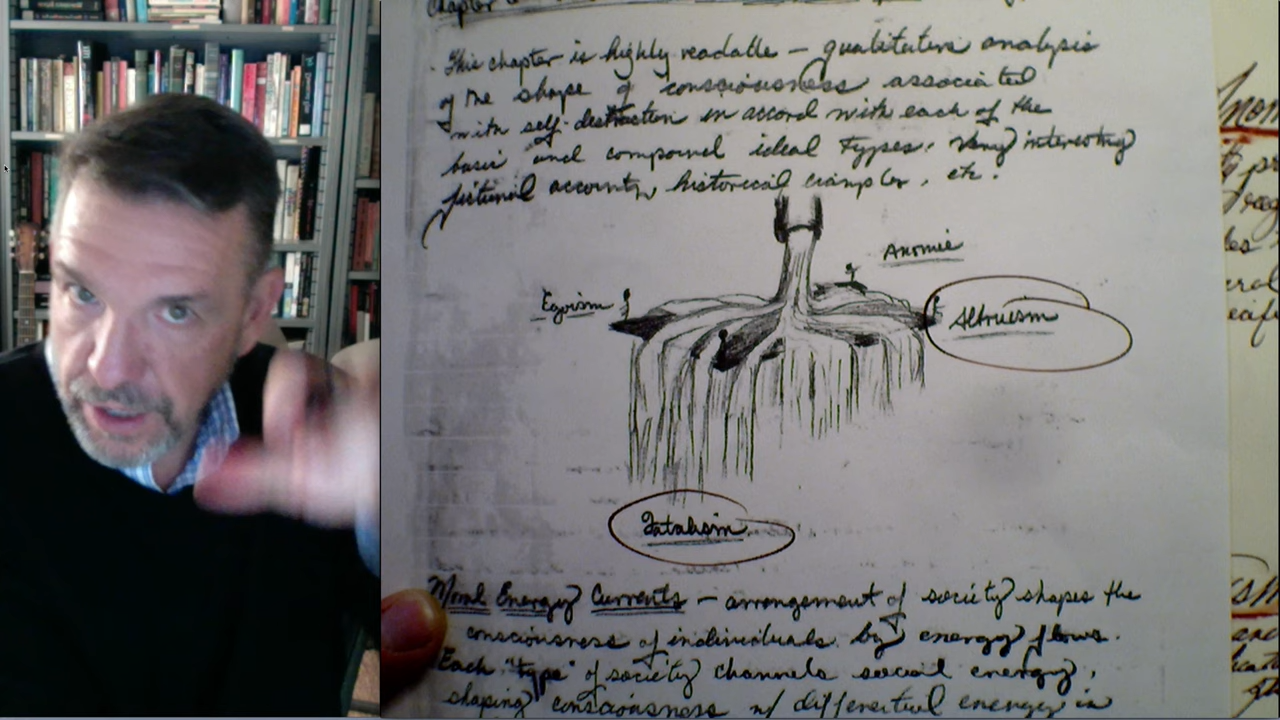 Chapter
. This chapter is highly readable – qualitative analysis
of the shape of consciousness associated
with self-destruction in accord with each of the
basic and compound ideal types. Very interesting
fictional accounts, historical examples, etc.
Anomie
Egoism
Altruism
Fatalism
Moral Energy Currents – arrangement of society shapes the
consciousness of individuals by energy flows.
Each "type" of society channels social energy,
shaping consciousness w/ differential energy in